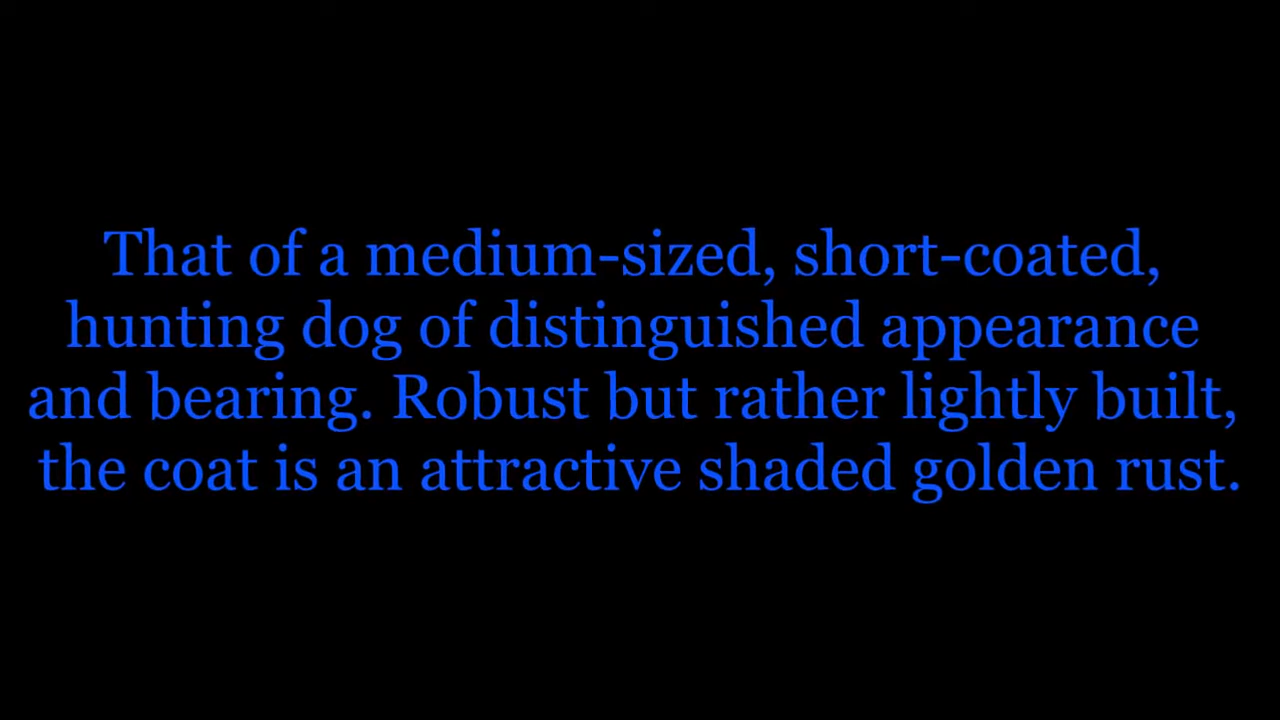 That of a medium-sized, short-coated,
hunting dog of distinguished appearance
and bearing. Robust but rather lightly built,
the coat is an attractive shaded golden rust.